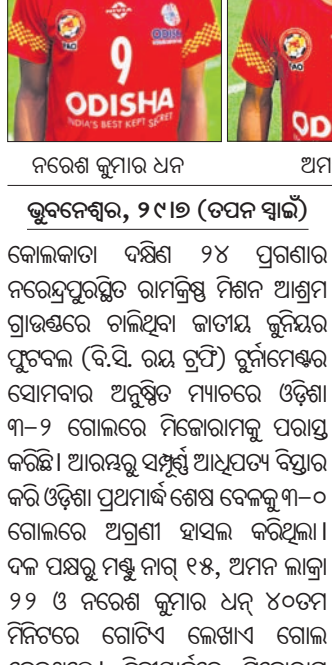 FAO
9
ODISHA
ODISHA
INDIA'S BEST KEPT SECRET
OD
ନରେଶ କୁମାର ଧନ
ଅମ
ଭୁବନେଶ୍ୱର, ୨୯।୭ (ତପନ ସ୍ୱାଇଁ)
କୋଲକାତା ଦକ୍ଷିଣ ୨୪ ପ୍ରଗଣାର
ନରେନ୍ଦ୍ରପୁରସ୍ଥିତ ରାମକ୍ରିଷ୍ଣ ମିଶନ ଆଶ୍ରମ
ଗ୍ରାଉଣ୍ଡରେ ଚାଲିଥିବା ଜାତୀୟ ଜୁନିୟର
ଫୁଟବଲ (ବି.ସି. ରୟ ଟ୍ରଫି) ଟୁର୍ନାମେଣ୍ଟର
ସୋମବାର ଅନୁଷ୍ଠିତ ମ୍ୟାଚରେ ଓଡ଼ିଶା
୩-୨ ଗୋଲରେ ମିଜୋରାମକୁ ପରାସ୍ତ
କରିଛି। ଆରମ୍ଭରୁ ସମ୍ପୂର୍ଣ୍ଣ ଆଧିପତ୍ୟ ବିସ୍ତାର
କରି ଓଡ଼ିଶା ପ୍ରଥମାର୍ଦ୍ଧ ଶେଷ ବେଳକୁ ୩-୦
ଗୋଲରେ ଅଗ୍ରଣୀ ହାସଲ କରିଥିଲା।
ଦଳ ପକ୍ଷରୁ ମଣ୍ଟୁ ନାଗ୍ ୧୫, ଅମନ ଲାକ୍ରା
୨୨ ଓ ନରେଶ କୁମାର ଧନ୍ ୪୦ତମ
ମିନିଟରେ ଗୋଟିଏ ଲେଖାଏ ଗୋଲ